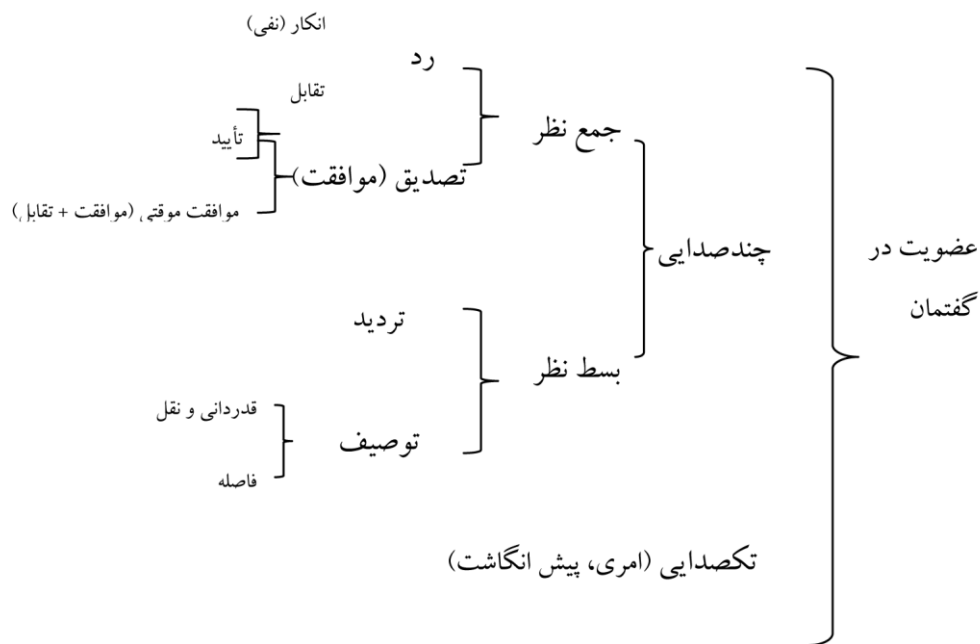 انکار (نفی)
رد
تقابل
جمع نظر
تأیید
تصدیق (موافقت)
موافقت موقتی (موافقت + تقابل)
عضویت در
چندصدایی
گفتمان
تردید
بسط نظر
قدردانی و نقل
توصیف
فاصله
تکصدایی (امری، پیش انگاشت)